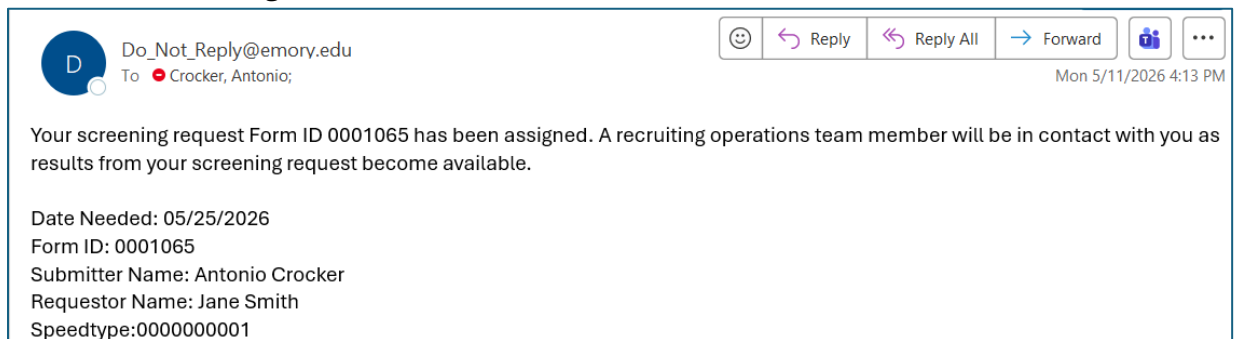 D
Do_Not_Reply@emory.edu
To Crocker, Antonio;
Reply
Reply All
Forward
Mon 5/11/2026 4:13 PM
Your screening request Form ID 0001065 has been assigned. A recruiting operations team member will be in contact with you as
results from your screening request become available.
Date Needed: 05/25/2026
Form ID: 0001065
Submitter Name: Antonio Crocker
Requestor Name: Jane Smith
Speedtype:0000000001